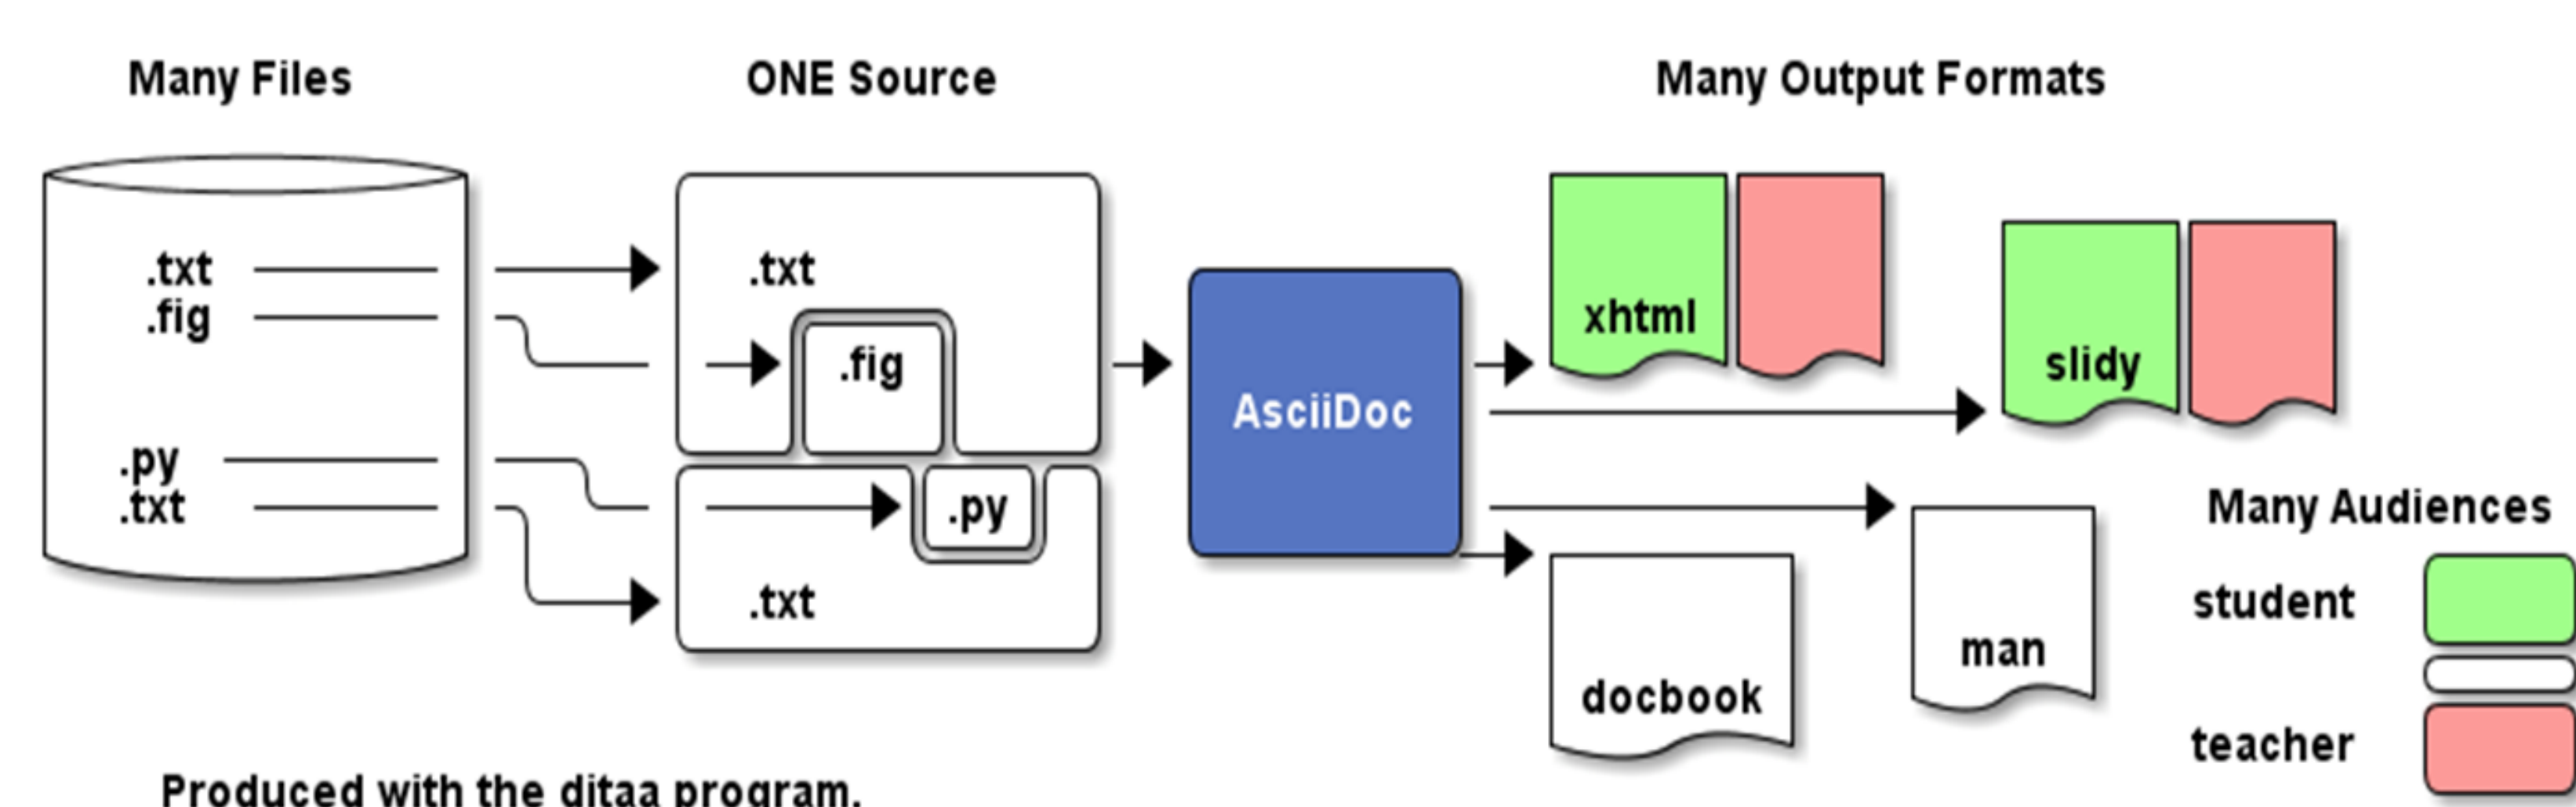 Many Files
ONE Source
Many Output Formats
.txt
.fig
.py
.txt
.txt
.fig
.py
.txt
AsciiDoc
xhtml
slidy
docbook
man
Many Audiences
student
teacher
Produced with the ditaa program.